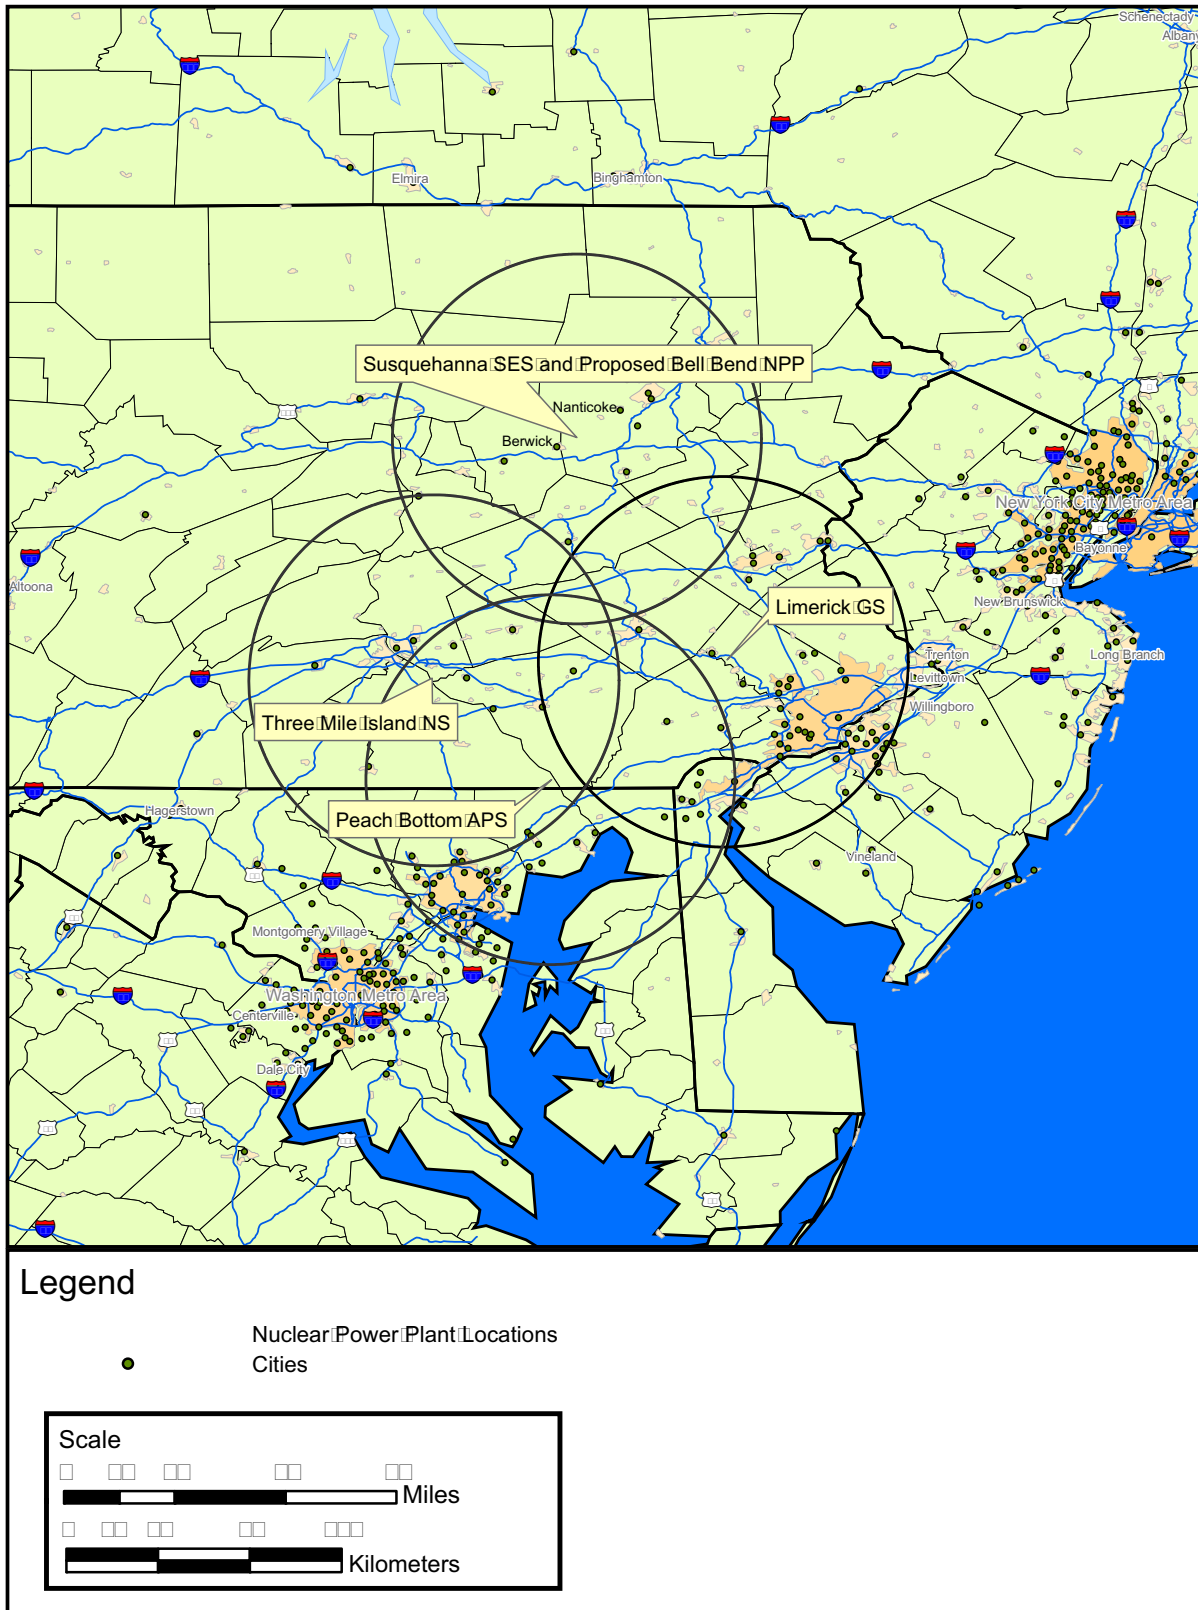 Schenectady
Albany
Elmira
Binghamton
Susquehanna SES and Proposed Bell Bend NPP
Nanticoke
Berwick
New York City Metro Area
Bayonne
Altoona
New Brunswick
Limerick GS
Trenton
Long Branch
Levittown
Willingboro
Three Mile Island NS
Hagerstown
Peach Bottom APS
Vineland
Montgomery Village
Washington Metro Area
Centerville
Dale City
Legend
Nuclear Power Plant Locations
Cities
Scale
Miles
Kilometers